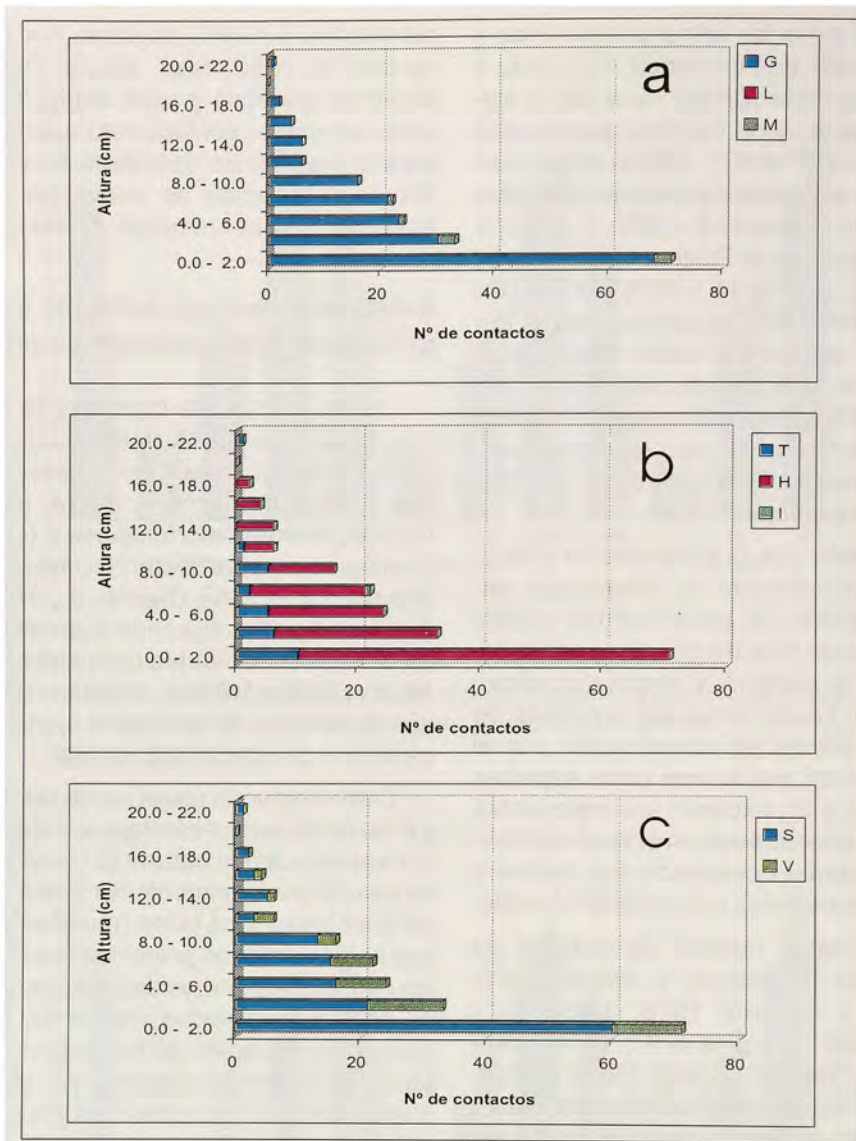 a
G
L
M
Altura (cm)
20.0 - 22.0
16.0 - 18.0
12.0 - 14.0
8.0 - 10.0
4.0 - 6.0
0.0 - 2.0
0 20 40 60 80
Nº de contactos
b
T
H
I
Altura (cm)
20.0 - 22.0
16.0 - 18.0
12.0 - 14.0
8.0 - 10.0
4.0 - 6.0
0.0 - 2.0
0 20 40 60 80
Nº de contactos
C
S
V
Altura (cm)
20.0 - 22.0
16.0 - 18.0
12.0 - 14.0
8.0 - 10.0
4.0 - 6.0
0.0 - 2.0
0 20 40 60 80
Nº de contactos